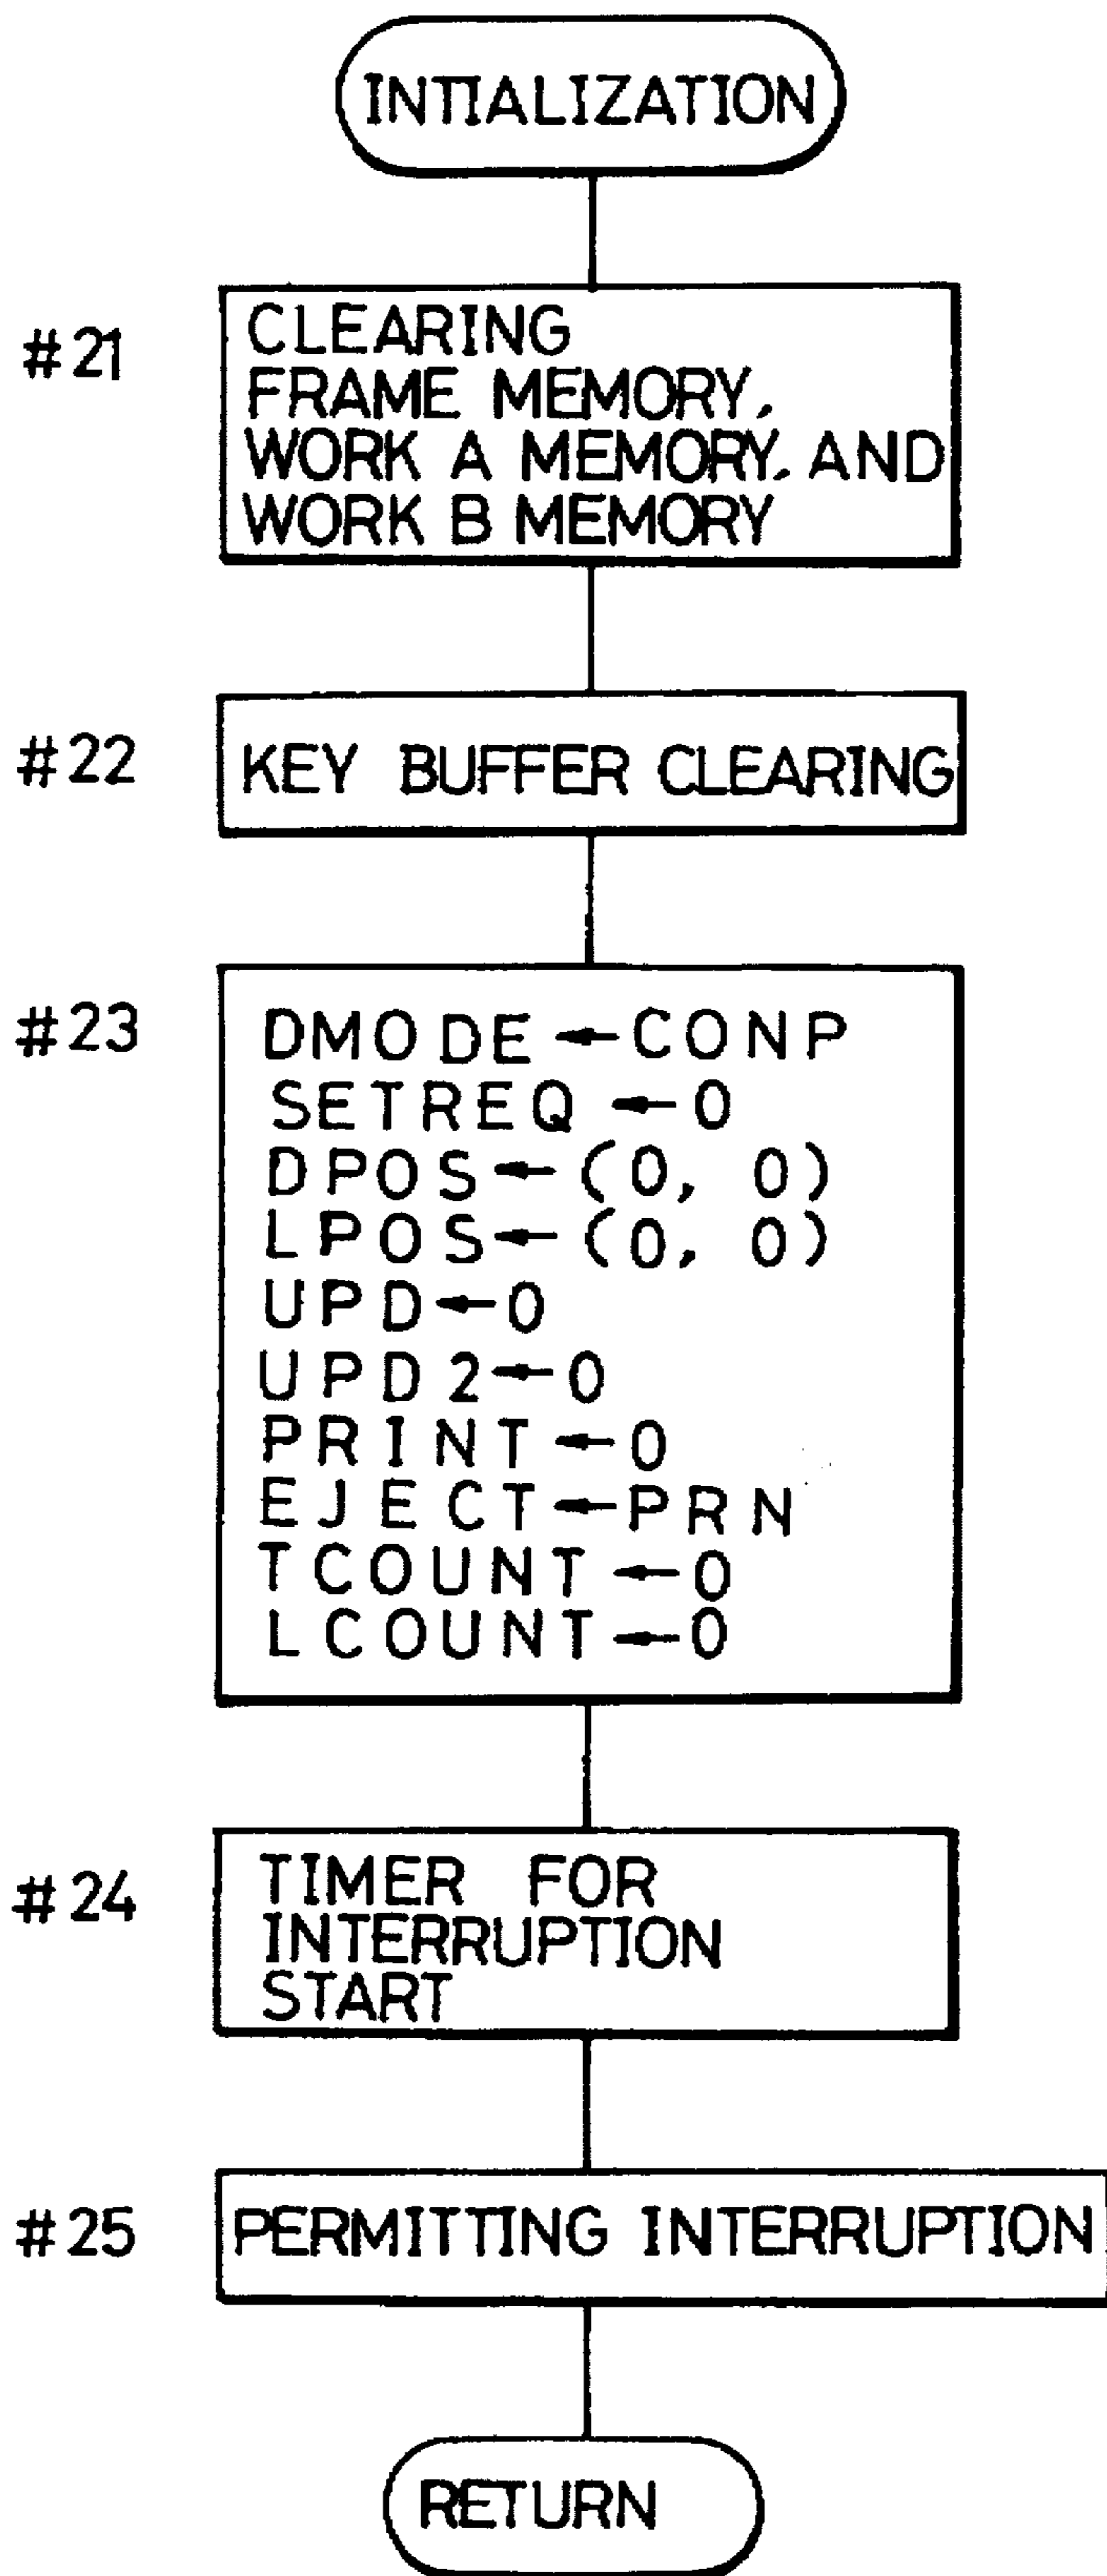 INTIALIZATION
#21
CLEARING
FRAME MEMORY,
WORK A MEMORY, AND
WORK B MEMORY
#22
KEY BUFFER CLEARING
#23
DMODE ← CONP
SETREQ ← 0
DPOS ← (0, 0)
LPOS ← (0, 0)
UPD ← 0
UPD2 ← 0
PRINT ← 0
EJECT ← PRN
TCOUNT ← 0
LCOUNT ← 0
#24
TIMER FOR
INTERRUPTION
START
#25
PERMITTING INTERRUPTION
RETURN